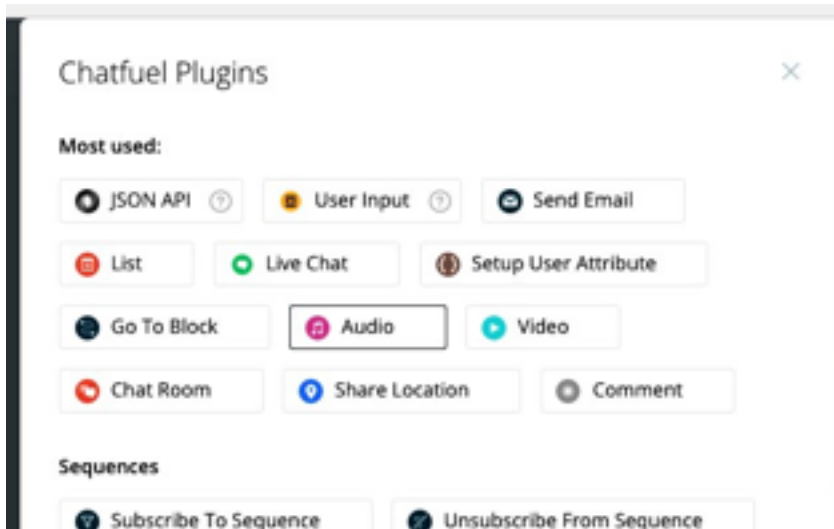 Chatfuel Plugins
Most used:
JSON API ? User Input ? Send Email
List Live Chat Setup User Attribute
Go To Block Audio Video
Chat Room Share Location Comment
Sequences
Subscribe To Sequence Unsubscribe From Sequence